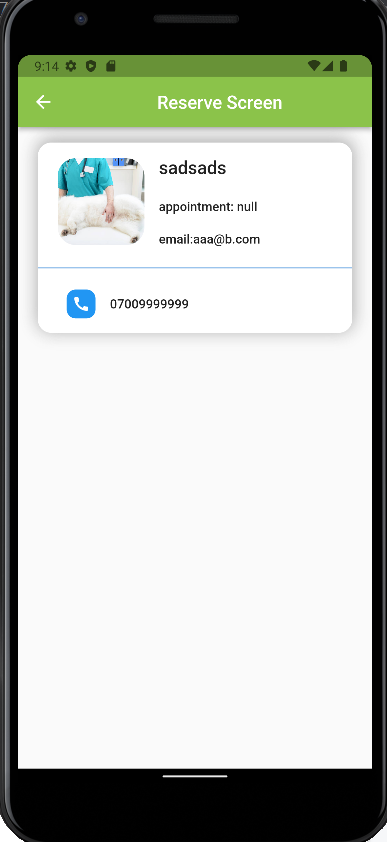 9:14
Reserve Screen
sadsads
appointment: null
email:aaa@b.com
07009999999